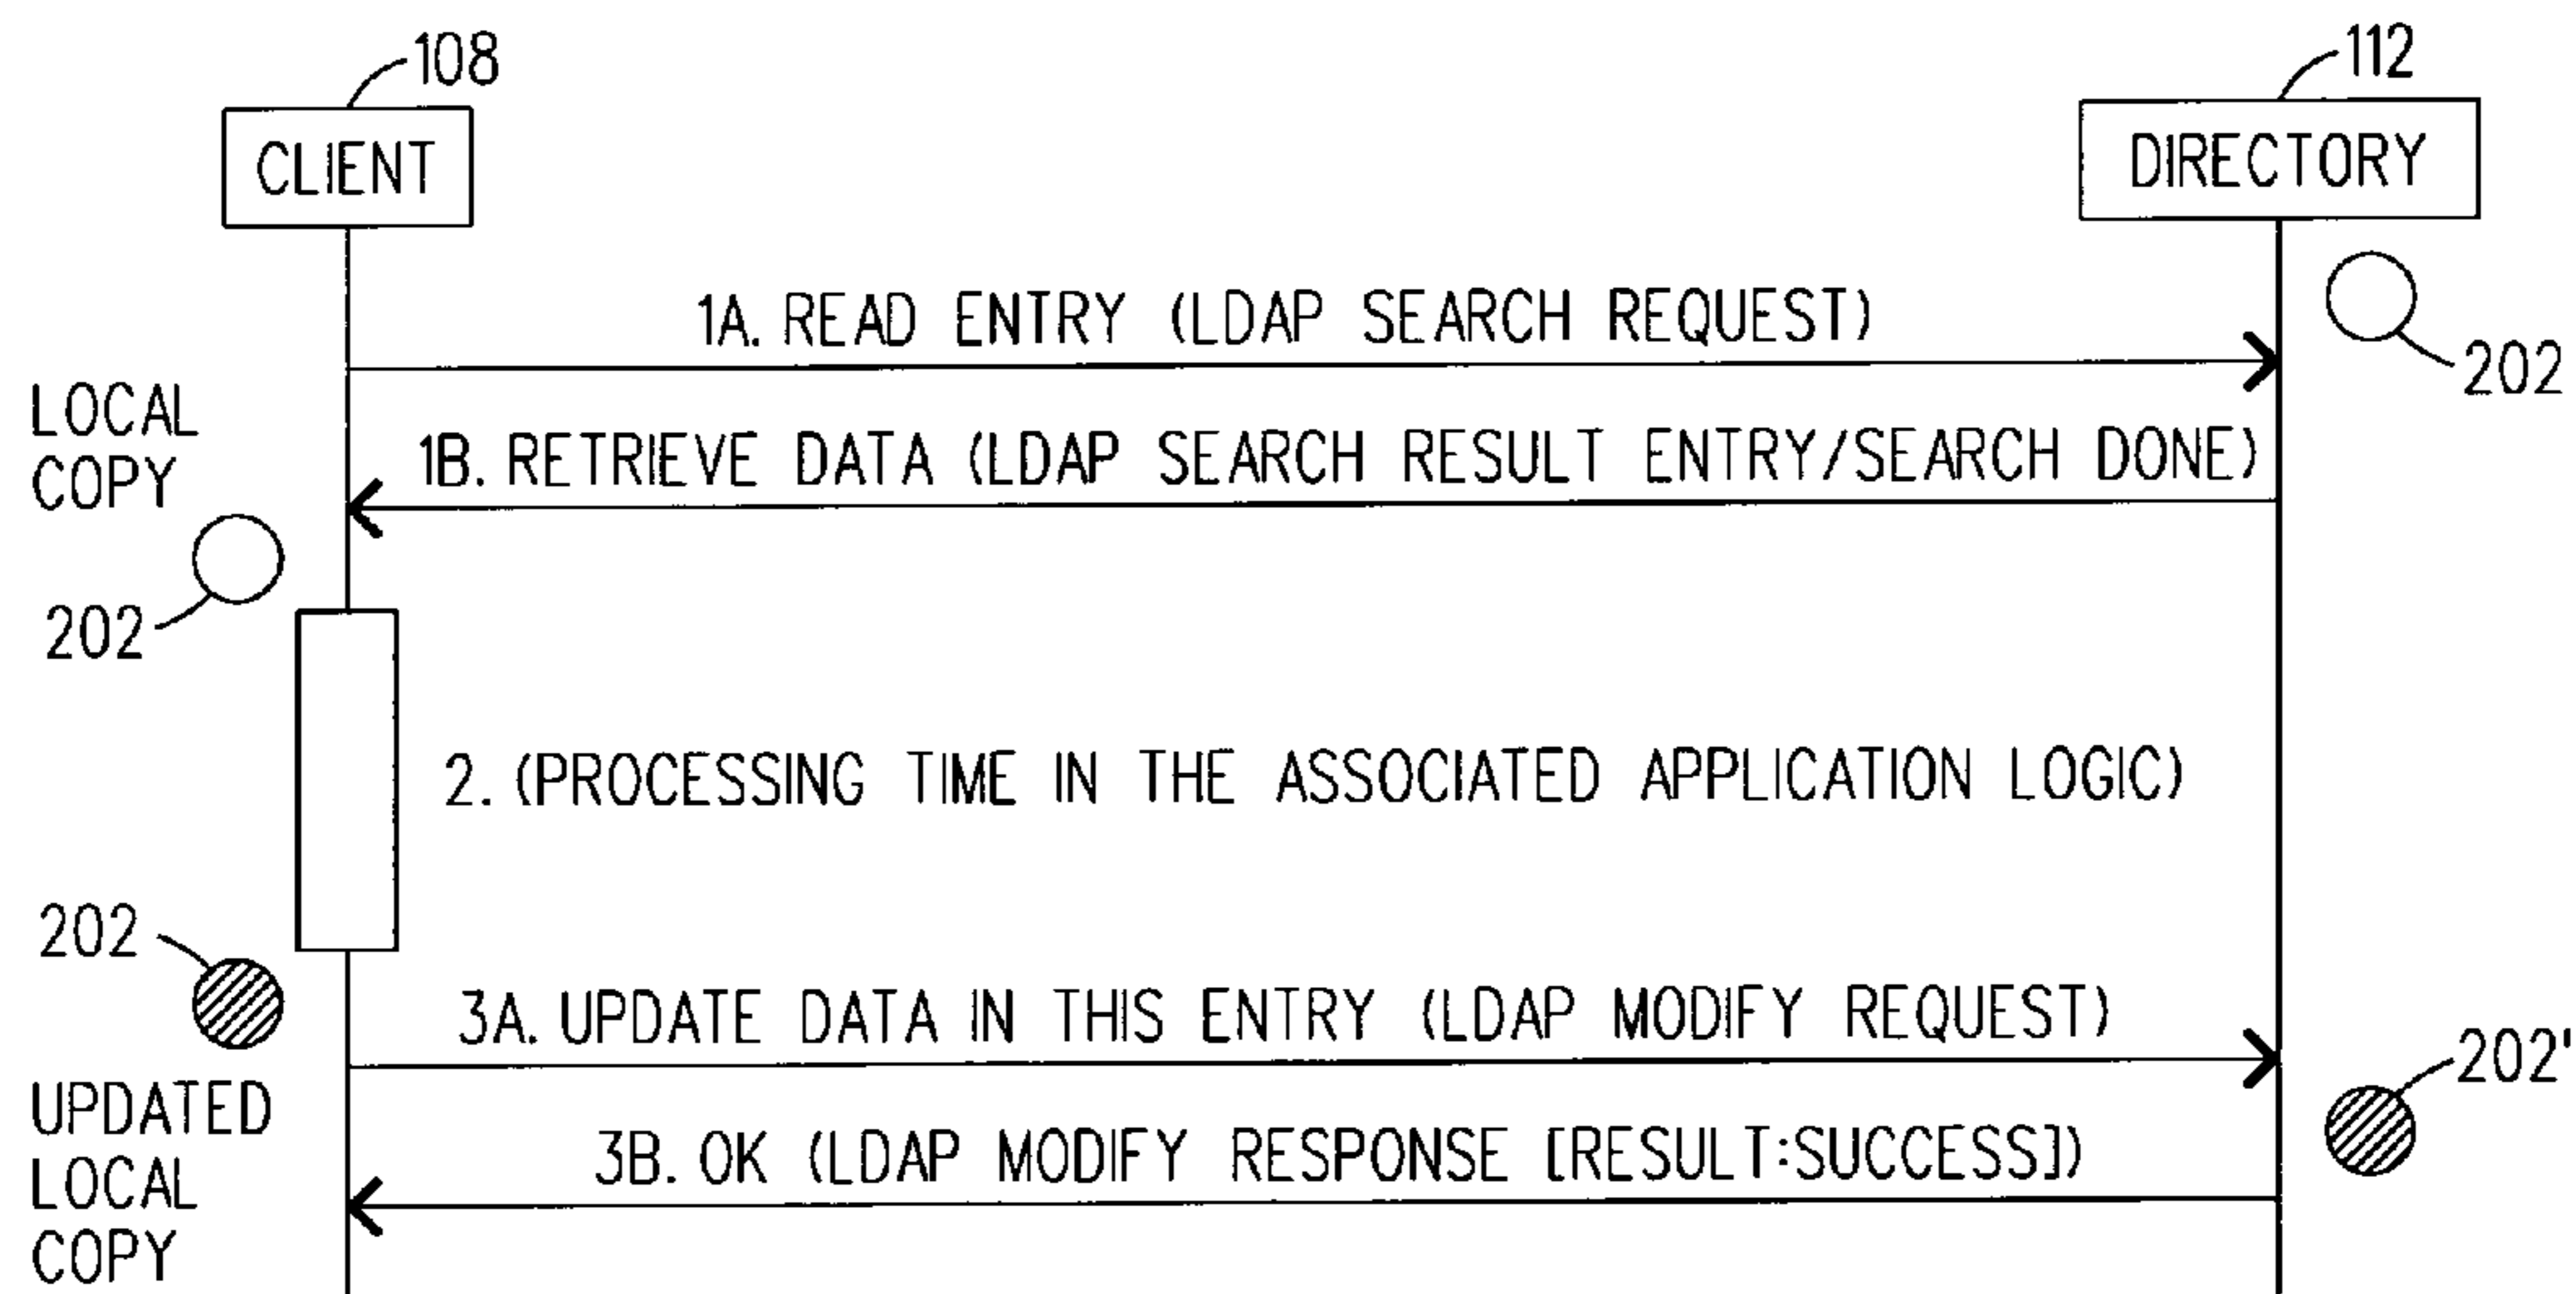 108
112
CLIENT
DIRECTORY
1A. READ ENTRY (LDAP SEARCH REQUEST)
202
LOCAL
COPY
1B. RETRIEVE DATA (LDAP SEARCH RESULT ENTRY/SEARCH DONE)
202
2. (PROCESSING TIME IN THE ASSOCIATED APPLICATION LOGIC)
202
3A. UPDATE DATA IN THIS ENTRY (LDAP MODIFY REQUEST)
202'
UPDATED
LOCAL
COPY
3B. OK (LDAP MODIFY RESPONSE [RESULT:SUCCESS])